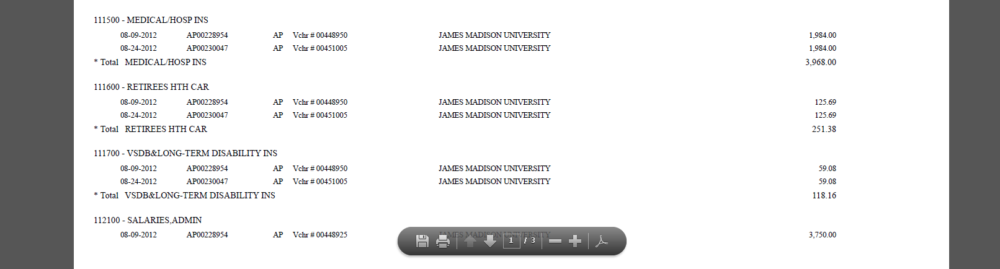 111500 - MEDICAL/HOSP INS
08-09-2012 AP00228954 AP Vchr # 00448950 JAMES MADISON UNIVERSITY 1,984.00
08-24-2012 AP00230047 AP Vchr # 00451005 JAMES MADISON UNIVERSITY 1,984.00
* Total MEDICAL/HOSP INS 3,968.00
111600 - RETIREES HTH CAR
08-09-2012 AP00228954 AP Vchr # 00448950 JAMES MADISON UNIVERSITY 125.69
08-24-2012 AP00230047 AP Vchr # 00451005 JAMES MADISON UNIVERSITY 125.69
* Total RETIREES HTH CAR 251.38
111700 - VSDB&LONG-TERM DISABILITY INS
08-09-2012 AP00228954 AP Vchr # 00448950 JAMES MADISON UNIVERSITY 59.08
08-24-2012 AP00230047 AP Vchr # 00451005 JAMES MADISON UNIVERSITY 59.08
* Total VSDB&LONG-TERM DISABILITY INS 118.16
112100 - SALARIES,ADMIN
08-09-2012 AP00228954 AP Vchr # 00448925 JAMES MADISON UNIVERSITY 3,750.00
1 / 3